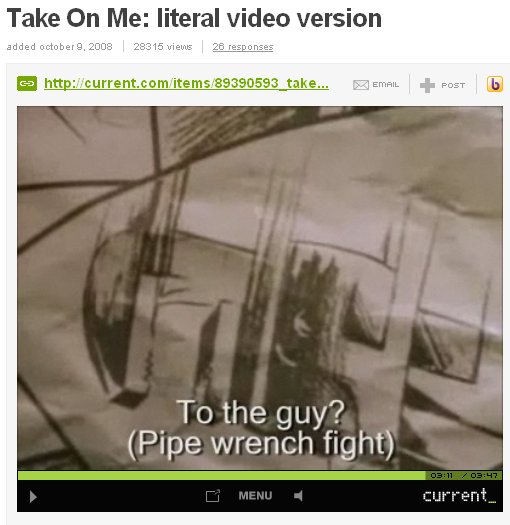 Take On Me: literal video version
added october 9, 2008 28315 views 26 responses
http://current.com/items/89390593_take... EMAIL POST b
To the guy?
(Pipe wrench fight)
03:11 / 03:47
MENU current_